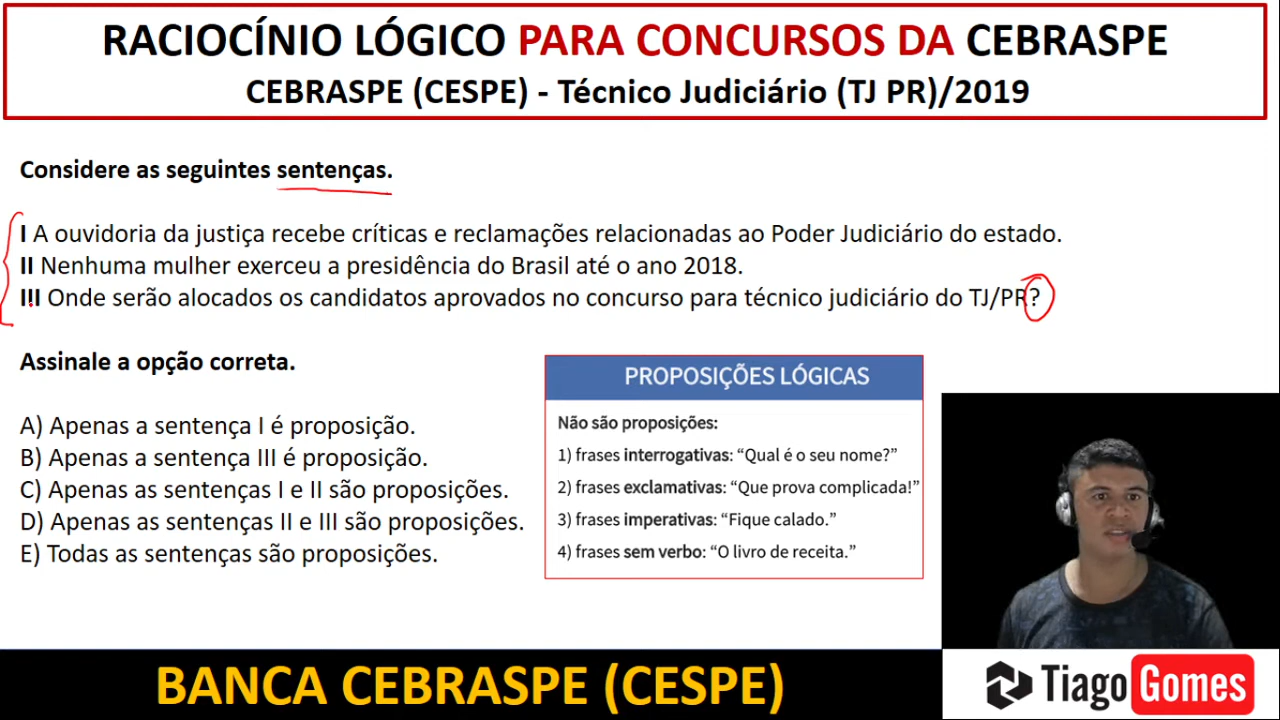 RACIOCÍNIO LÓGICO PARA CONCURSOS DA CEBRASPE
CEBRASPE (CESPE) - Técnico Judiciário (TJ PR)/2019
Considere as seguintes sentenças.
I A ouvidoria da justiça recebe críticas e reclamações relacionadas ao Poder Judiciário do estado.
II Nenhuma mulher exerceu a presidência do Brasil até o ano 2018.
III Onde serão alocados os candidatos aprovados no concurso para técnico judiciário do TJ/PR?
Assinale a opção correta.
A) Apenas a sentença I é proposição.
B) Apenas a sentença III é proposição.
C) Apenas as sentenças I e II são proposições.
D) Apenas as sentenças II e III são proposições.
E) Todas as sentenças são proposições.
PROPOSIÇÕES LÓGICAS
Não são proposições:
1) frases interrogativas: “Qual é o seu nome?”
2) frases exclamativas: “Que prova complicada!”
3) frases imperativas: “Fique calado.”
4) frases sem verbo: “O livro de receita.”
BANCA CEBRASPE (CESPE)
Tiago Gomes